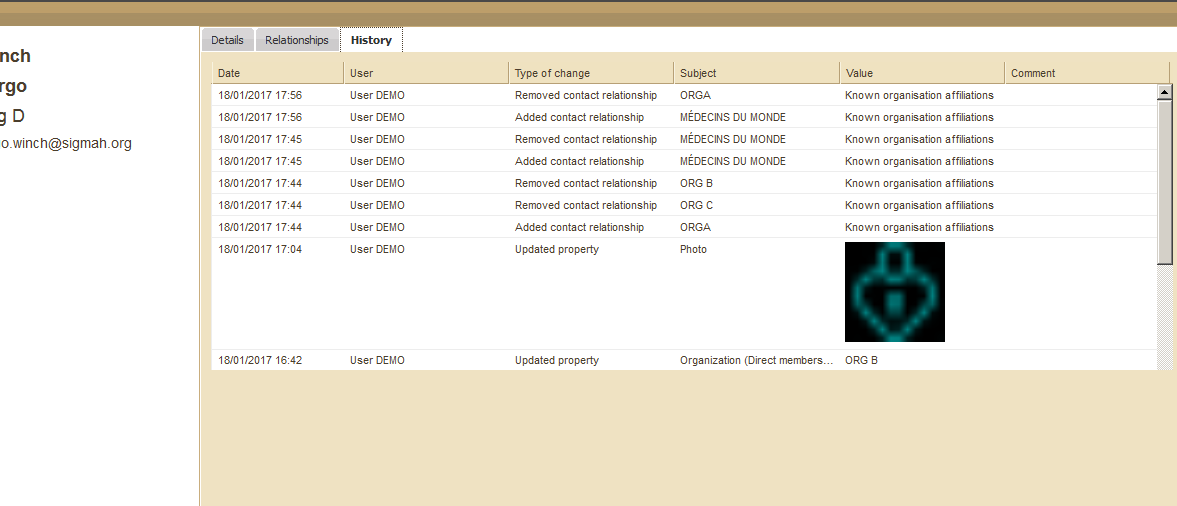 nch
rgo
g D
o.winch@sigmah.org
Details Relationships History
Date User Type of change Subject Value Comment
18/01/2017 17:56 User DEMO Removed contact relationship ORGA Known organisation affiliations
18/01/2017 17:56 User DEMO Added contact relationship MÉDECINS DU MONDE Known organisation affiliations
18/01/2017 17:45 User DEMO Removed contact relationship MÉDECINS DU MONDE Known organisation affiliations
18/01/2017 17:45 User DEMO Added contact relationship MÉDECINS DU MONDE Known organisation affiliations
18/01/2017 17:44 User DEMO Removed contact relationship ORG B Known organisation affiliations
18/01/2017 17:44 User DEMO Removed contact relationship ORG C Known organisation affiliations
18/01/2017 17:44 User DEMO Added contact relationship ORGA Known organisation affiliations
18/01/2017 17:04 User DEMO Updated property Photo
18/01/2017 16:42 User DEMO Updated property Organization (Direct members... ORG B